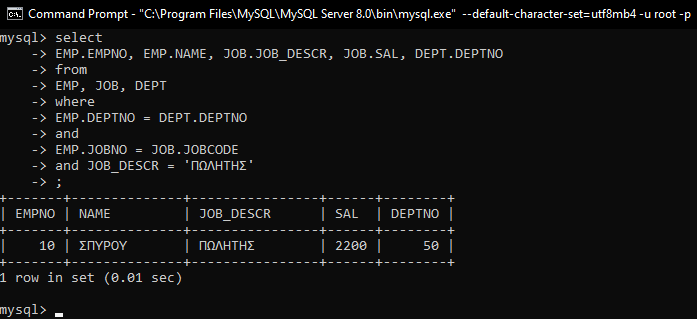 Command Prompt - "C:\Program Files\MySQL\MySQL Server 8.0\bin\mysql.exe" --default-character-set=utf8mb4 -u root -p
mysql> select
    -> EMP.EMPNO, EMP.NAME, JOB.JOB_DESCR, JOB.SAL, DEPT.DEPTNO
    -> from
    -> EMP, JOB, DEPT
    -> where
    -> EMP.DEPTNO = DEPT.DEPTNO
    -> and
    -> EMP.JOBNO = JOB.JOBCODE
    -> and JOB_DESCR = 'ΠΩΛΗΤΗΣ'
    -> ;
+-------+--------------+----------------+------+--------+
| EMPNO | NAME         | JOB_DESCR      | SAL  | DEPTNO |
+-------+--------------+----------------+------+--------+
|    10 | ΣΠΥΡΟΥ       | ΠΩΛΗΤΗΣ        | 2200 |     50 |
+-------+--------------+----------------+------+--------+
1 row in set (0.01 sec)
mysql>